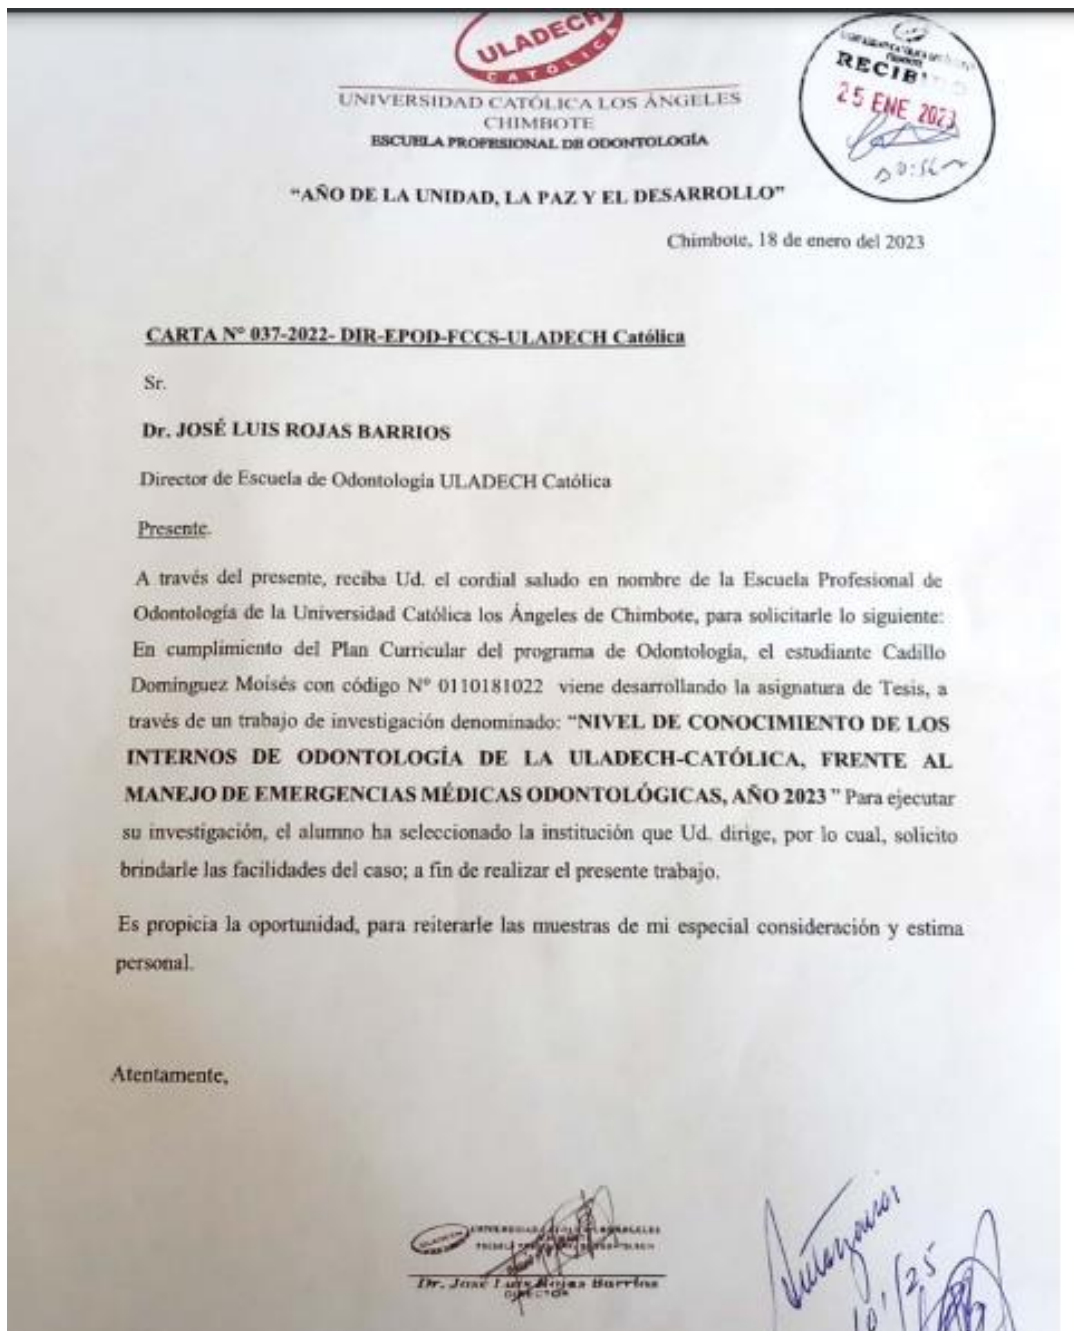 ULADECH
CATÓLICA
UNIVERSIDAD CATÓLICA LOS ÁNGELES
CHIMBOTE
ESCUELA PROFESIONAL DE ODONTOLOGÍA
RECIB
25 ENE 2023
"AÑO DE LA UNIDAD, LA PAZ Y EL DESARROLLO"
Chimbote, 18 de enero del 2023
CARTA N° 037-2022- DIR-EPOD-FCCS-ULADECH Católica
Sr.
Dr. JOSÉ LUIS ROJAS BARRIOS
Director de Escuela de Odontología ULADECH Católica
Presente.
A través del presente, reciba Ud. el cordial saludo en nombre de la Escuela Profesional de
Odontología de la Universidad Católica los Ángeles de Chimbote, para solicitarle lo siguiente:
En cumplimiento del Plan Curricular del programa de Odontología, el estudiante Cadillo
Domínguez Moisés con código N° 0110181022 viene desarrollando la asignatura de Tesis, a
través de un trabajo de investigación denominado: "NIVEL DE CONOCIMIENTO DE LOS
INTERNOS DE ODONTOLOGÍA DE LA ULADECH-CATÓLICA, FRENTE AL
MANEJO DE EMERGENCIAS MÉDICAS ODONTOLÓGICAS, AÑO 2023 " Para ejecutar
su investigación, el alumno ha seleccionado la institución que Ud. dirige, por lo cual, solicito
brindarle las facilidades del caso; a fin de realizar el presente trabajo.
Es propicia la oportunidad, para reiterarle las muestras de mi especial consideración y estima
personal.
Atentamente,
Dr. José Luis Rojas Barrios
DIRECTOR